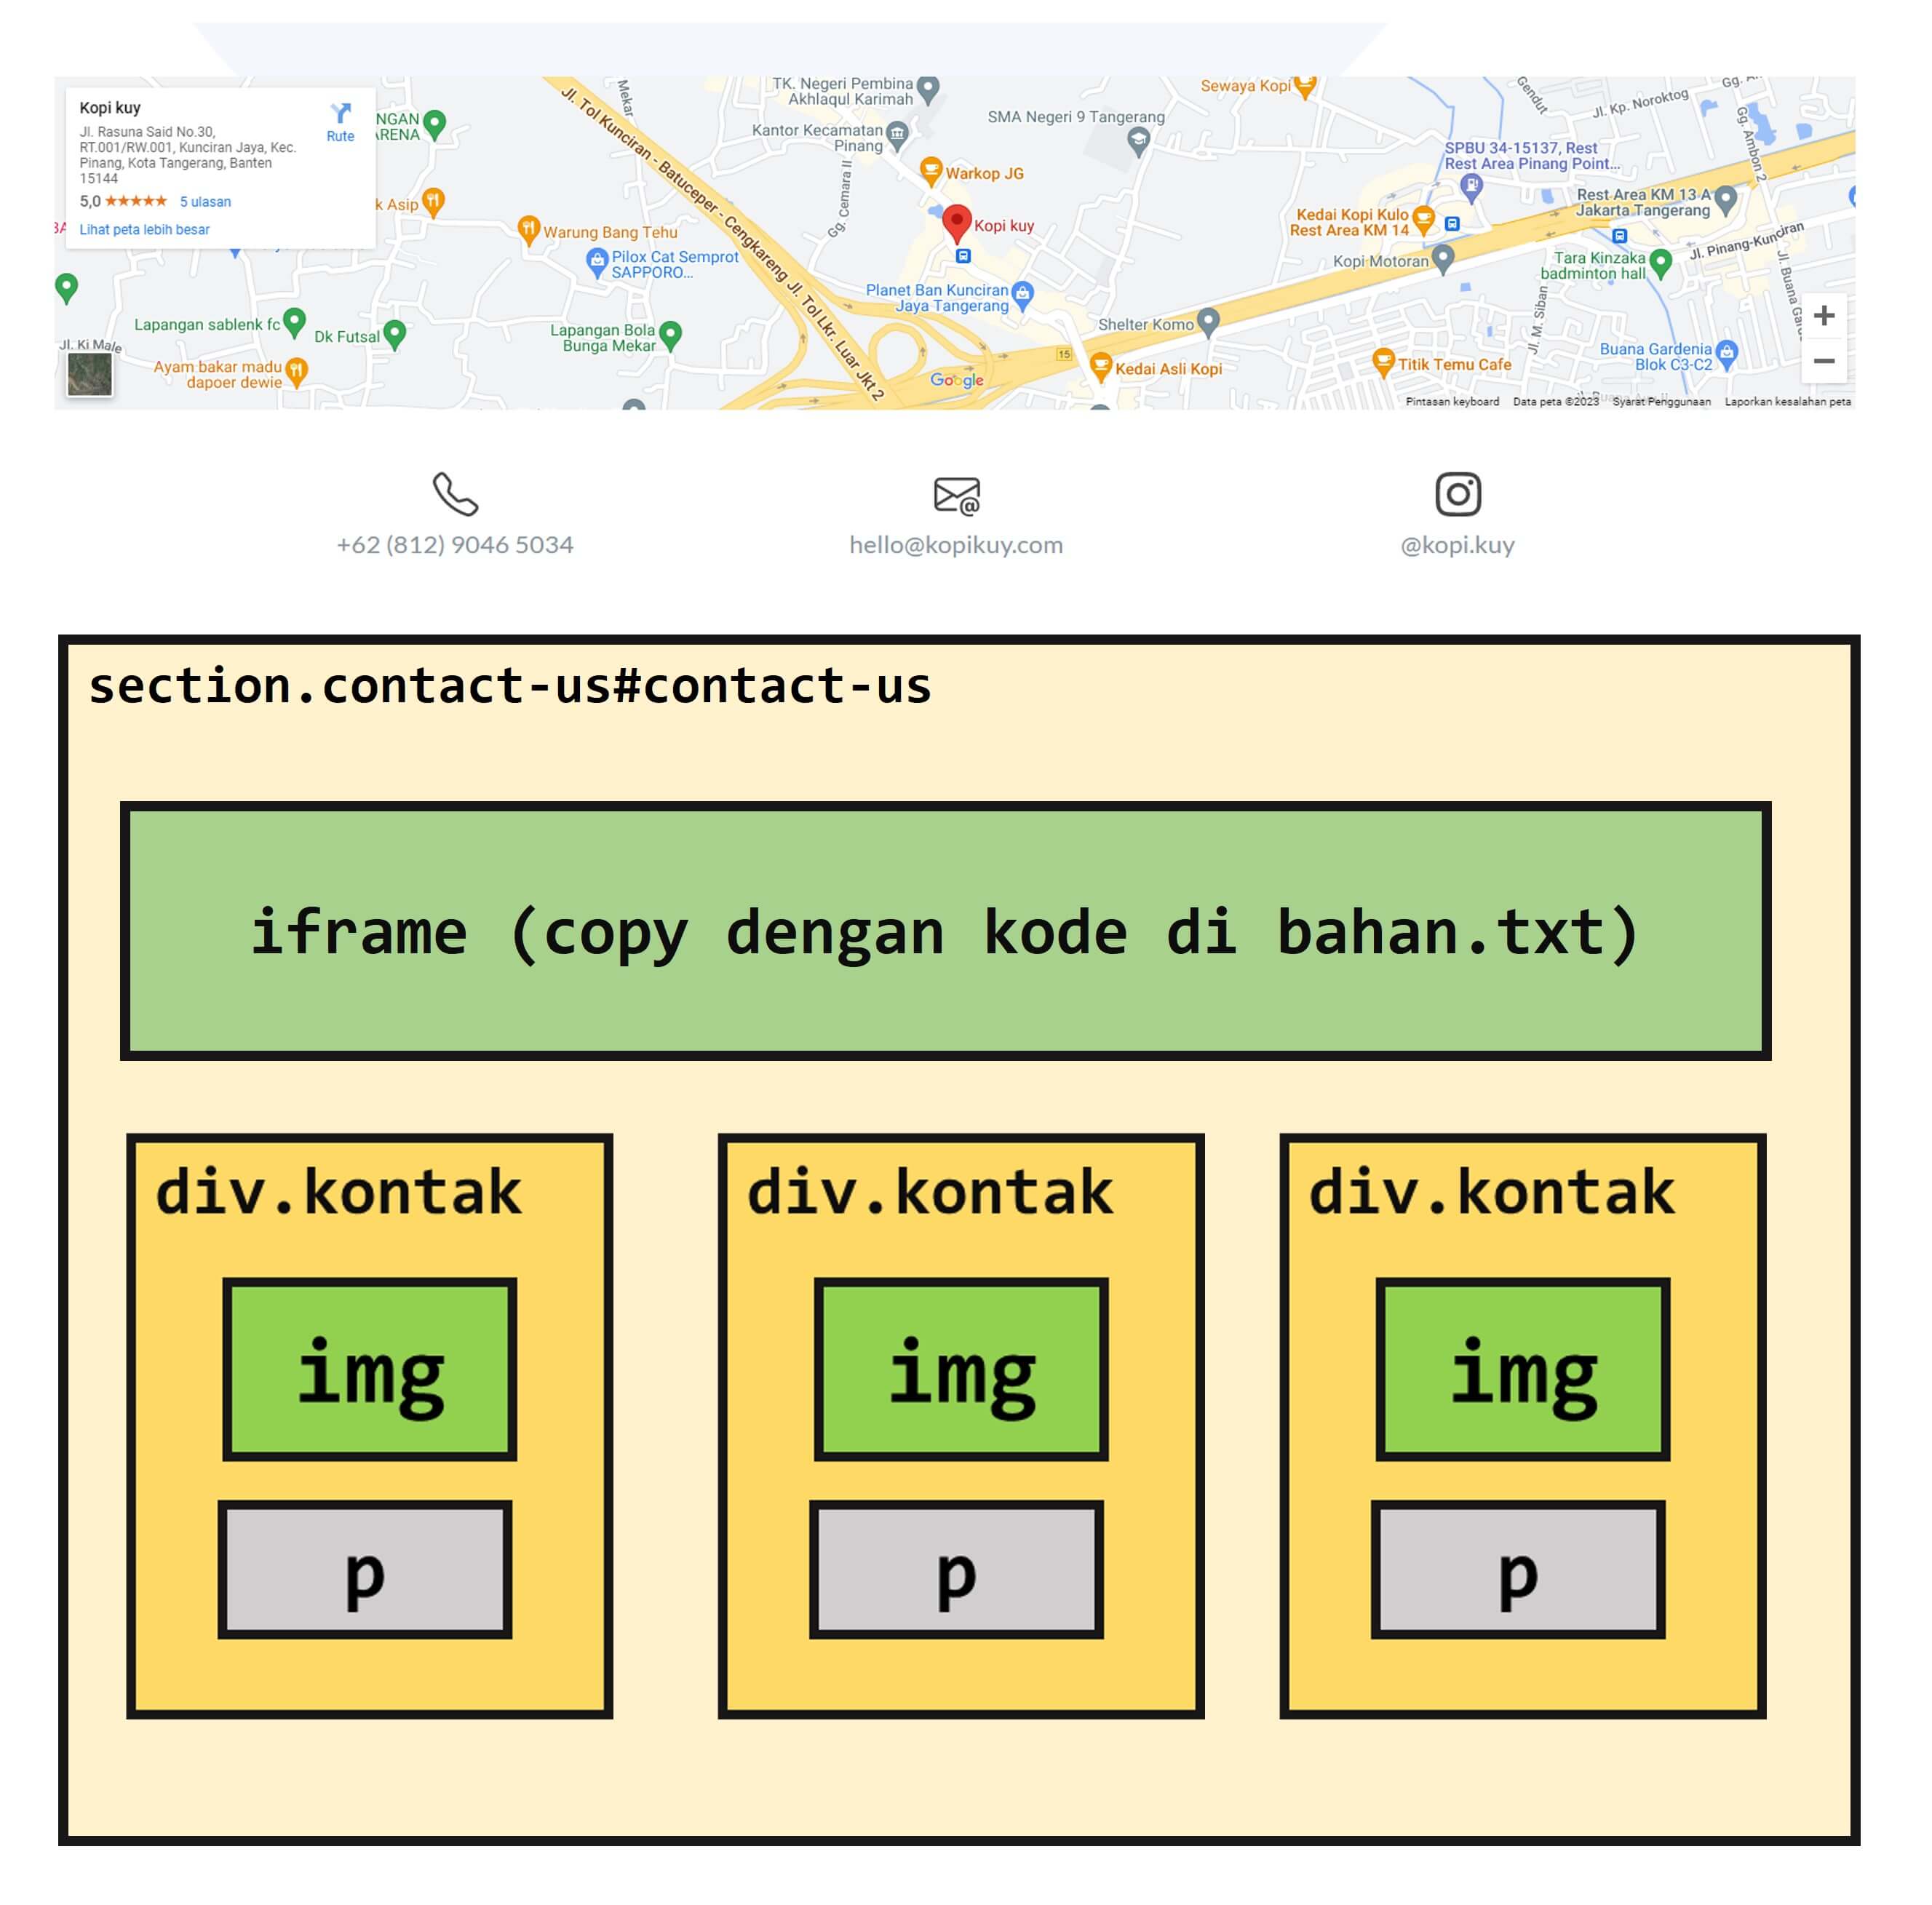 Kopi kuy
Jl. Rasuna Said No.30,
RT.001/RW.001, Kunciran Jaya, Kec.
Pinang, Kota Tangerang, Banten
15144
5,0
5 ulasan
Lihat peta lebih besar
Rute
NGAN
ARENA
k Asip
Warung Bang Tehu
Pilox Cat Semprot
SAPPORO...
Lapangan sablenk fc
Dk Futsal
Jl. Ki Male
Ayam bakar madu
dapoer dewie
Lapangan Bola
Bunga Mekar
Jl. Tol Kunciran - Batuceper - Cengkareng
Jl. Tol Lkr. Luar Jkt 2
Mekar
TK. Negeri Pembina
Akhlaqul Karimah
Kantor Kecamatan
Pinang
Gg. Cemara II
Warkop JG
Kopi kuy
SMA Negeri 9 Tangerang
Sewaya Kopi
Planet Ban Kunciran
Jaya Tangerang
Shelter Komo
15
Kedai Asli Kopi
Google
Gendut
Jl. Kp. Noroktog
Gg. Ambon 2
SPBU 34-15137, Rest
Rest Area Pinang Point...
Kedai Kopi Kulo
Rest Area KM 14
Rest Area KM 13 A
Jakarta Tangerang
Kopi Motoran
Tara Kinzaka
badminton hall
Jl. Pinang-Kunciran
Jl. M. Siban
Titik Temu Cafe
Buana Gardenia
Blok C3-C2
+
−
Pintasan keyboard
Data peta ©2023
Syarat Penggunaan
Laporkan kesalahan peta
+62 (812) 9046 5034
hello@kopikuy.com
@kopi.kuy
section.contact-us#contact-us
iframe (copy dengan kode di bahan.txt)
div.kontak
img
p
div.kontak
img
p
div.kontak
img
p